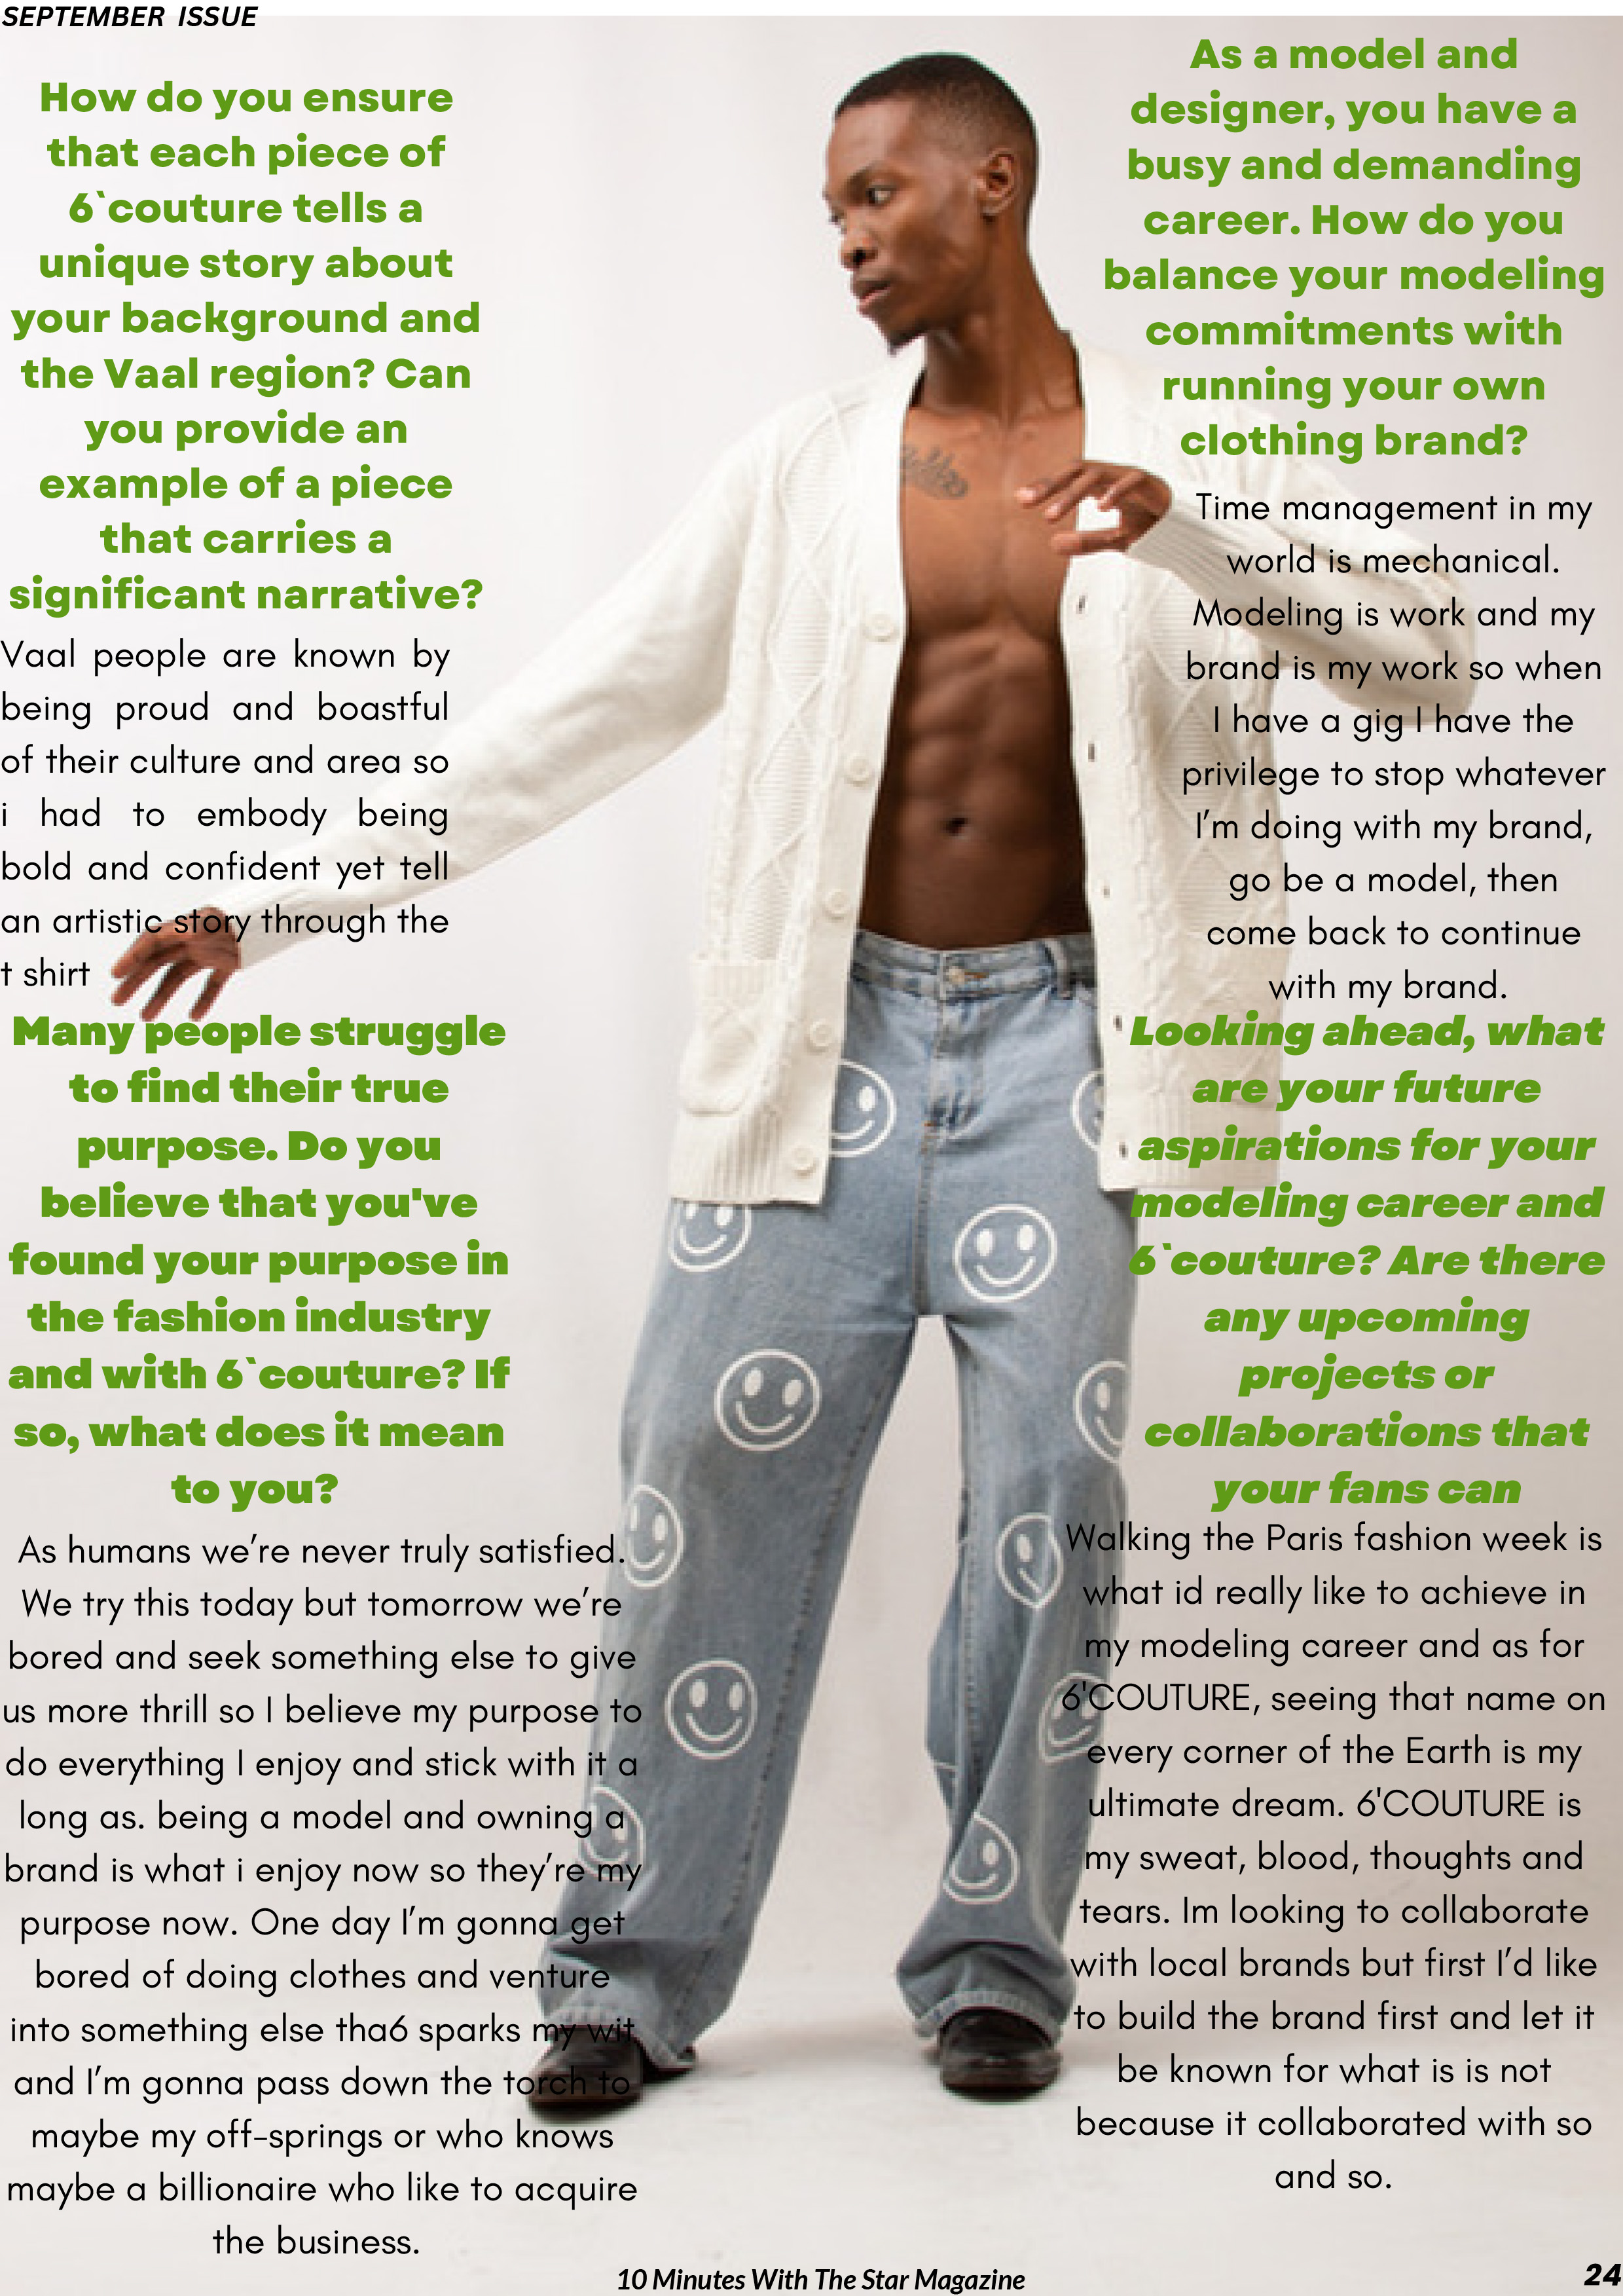 SEPTEMBER ISSUE
How do you ensure
that each piece of
6`couture tells a
unique story about
your background and
the Vaal region? Can
you provide an
example of a piece
that carries a
significant narrative?
Vaal people are known by
being proud and boastful
of their culture and area so
i had to embody being
bold and confident yet tell
an artistic story through the
t shirt
Many people struggle
to find their true
purpose. Do you
believe that you've
found your purpose in
the fashion industry
and with 6`couture? If
so, what does it mean
to you?
As humans we’re never truly satisfied.
We try this today but tomorrow we’re
bored and seek something else to give
us more thrill so I believe my purpose to
do everything I enjoy and stick with it a
long as. being a model and owning a
brand is what i enjoy now so they’re my
purpose now. One day I’m gonna get
bored of doing clothes and venture
into something else tha6 sparks my wit
and I’m gonna pass down the torch to
maybe my off-springs or who knows
maybe a billionaire who like to acquire
the business.
As a model and
designer, you have a
busy and demanding
career. How do you
balance your modeling
commitments with
running your own
clothing brand?
Time management in my
world is mechanical.
Modeling is work and my
brand is my work so when
I have a gig I have the
privilege to stop whatever
I’m doing with my brand,
go be a model, then
come back to continue
with my brand.
Looking ahead, what
are your future
aspirations for your
modeling career and
6`couture? Are there
any upcoming
projects or
collaborations that
your fans can
Walking the Paris fashion week is
what id really like to achieve in
my modeling career and as for
6'COUTURE, seeing that name on
every corner of the Earth is my
ultimate dream. 6'COUTURE is
my sweat, blood, thoughts and
tears. Im looking to collaborate
with local brands but first I’d like
to build the brand first and let it
be known for what is is not
because it collaborated with so
and so.
10 Minutes With The Star Magazine
24